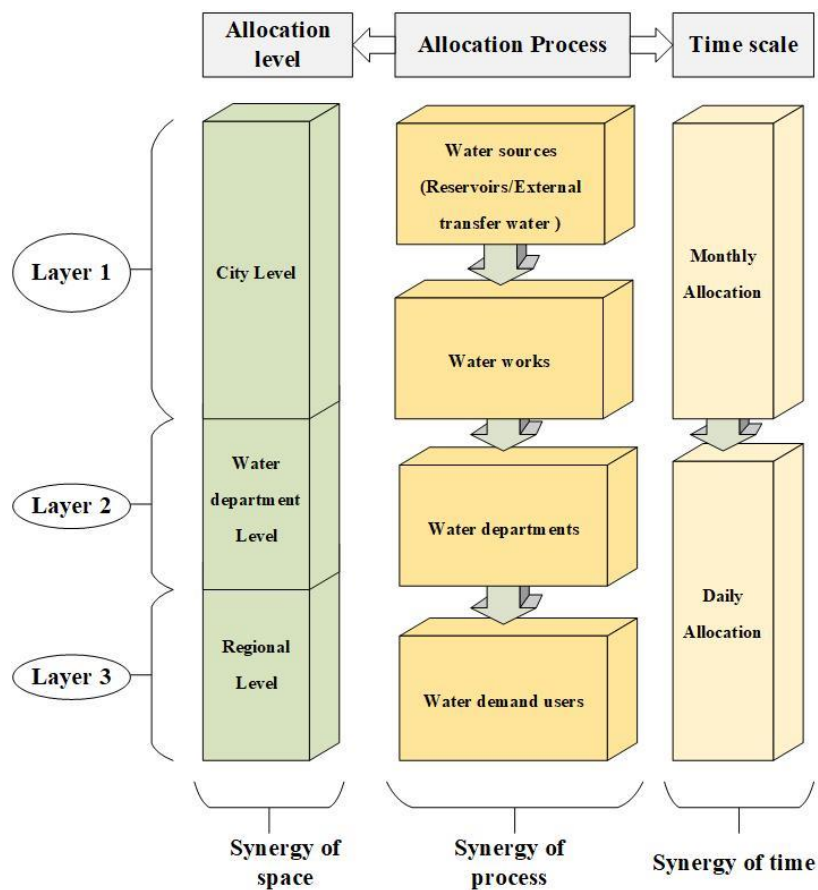 Allocation
level
Allocation Process
Time scale
Layer 1
City Level
Water sources
(Reservoirs/External
transfer water )
Water works
Monthly
Allocation
Layer 2
Water
department
Level
Water departments
Layer 3
Regional
Level
Water demand users
Daily
Allocation
Synergy of
space
Synergy of
process
Synergy of time